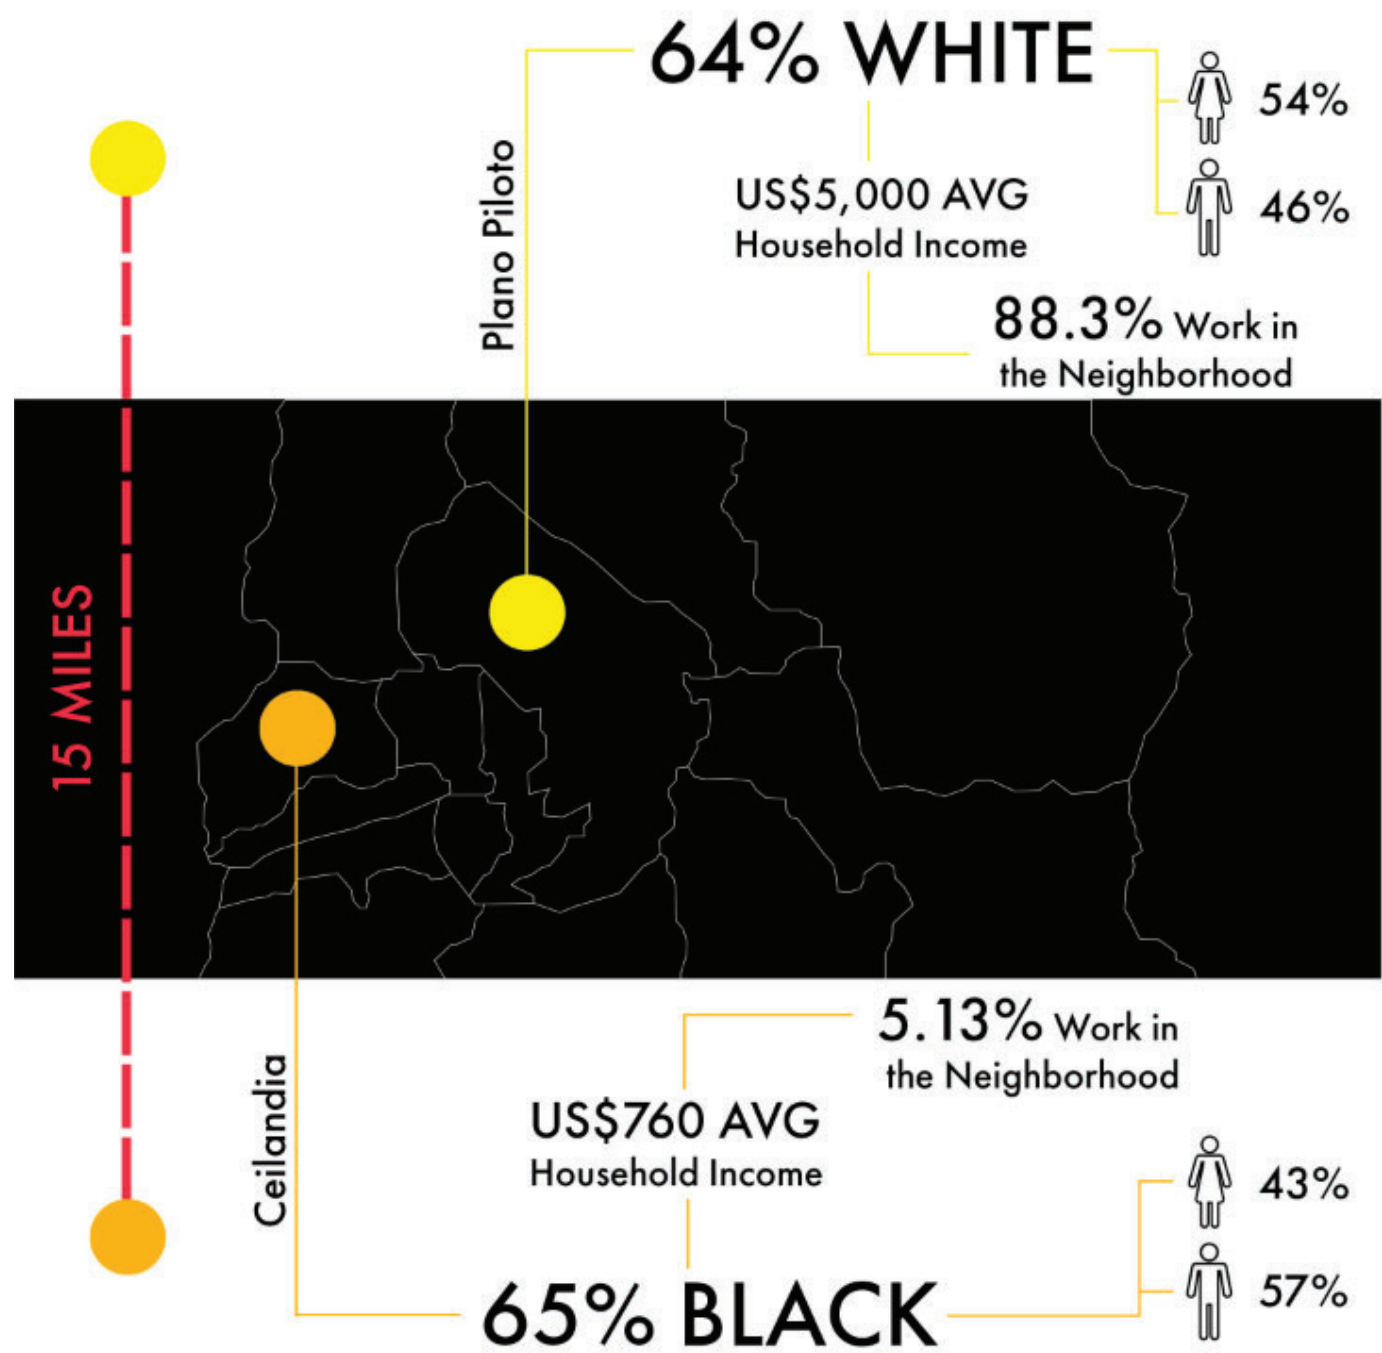 64% WHITE
54%
46%
Plano Piloto
US$5,000 AVG
Household Income
88.3% Work in
the Neighborhood
15 MILES
5.13% Work in
the Neighborhood
Ceilandia
US$760 AVG
Household Income
43%
57%
65% BLACK